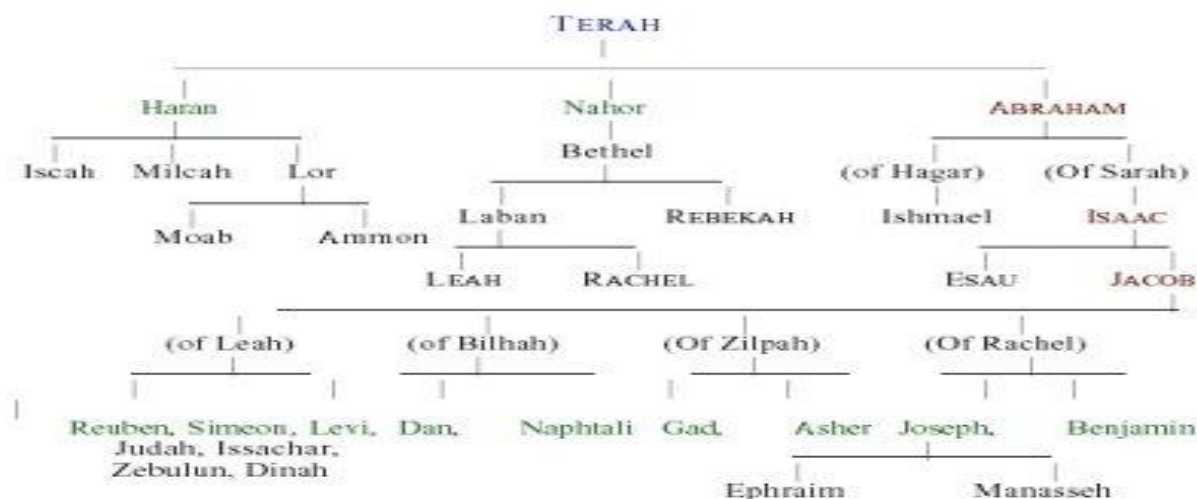 TERAH
Haran Nahor ABRAHAM
Bethel
Iscah Milcah Lor (of Hagar) (Of Sarah)
Laban REBEKAH Ishmael ISAAC
Moab Ammon
LEAH RACHEL ESAU JACOB
(of Leah) (of Bilhah) (Of Zilpah) (Of Rachel)
Reuben, Simeon, Levi, Dan, Naphtali Gad, Asher Joseph, Benjamin
Judah, Issachar,
Zebulun, Dinah
Ephraim Manasseh